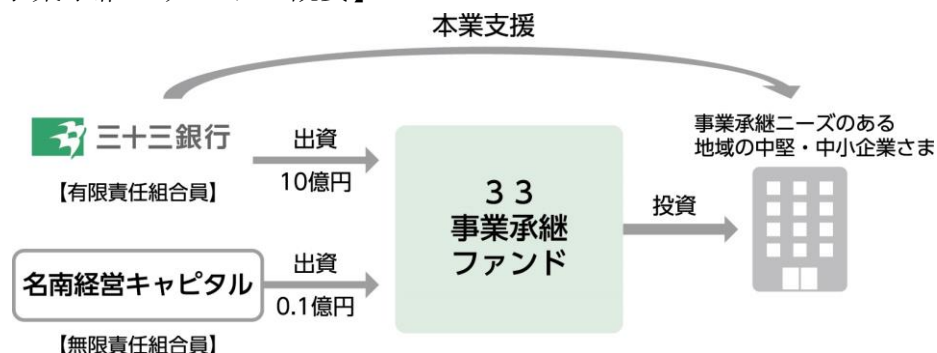 本業支援
三十三銀行
【有限責任組合員】
出資
10億円
３３
事業承継
ファンド
投資
事業承継ニーズのある
地域の中堅・中小企業さま
名南経営キャピタル
【無限責任組合員】
出資
0.1億円